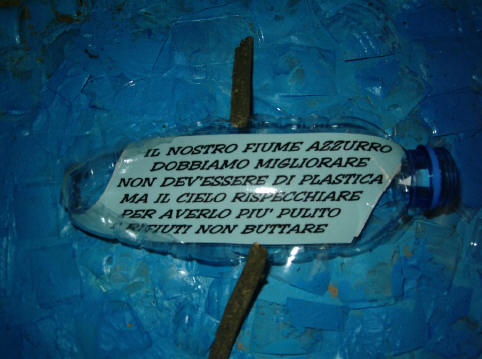 IL NOSTRO FIUME AZZURRO
DOBBIAMO MIGLIORARE
NON DEV'ESSERE DI PLASTICA
MA IL CIELO RISPECCHIARE
PER AVERLO PIU' PULITO
I RIFIUTI NON BUTTARE